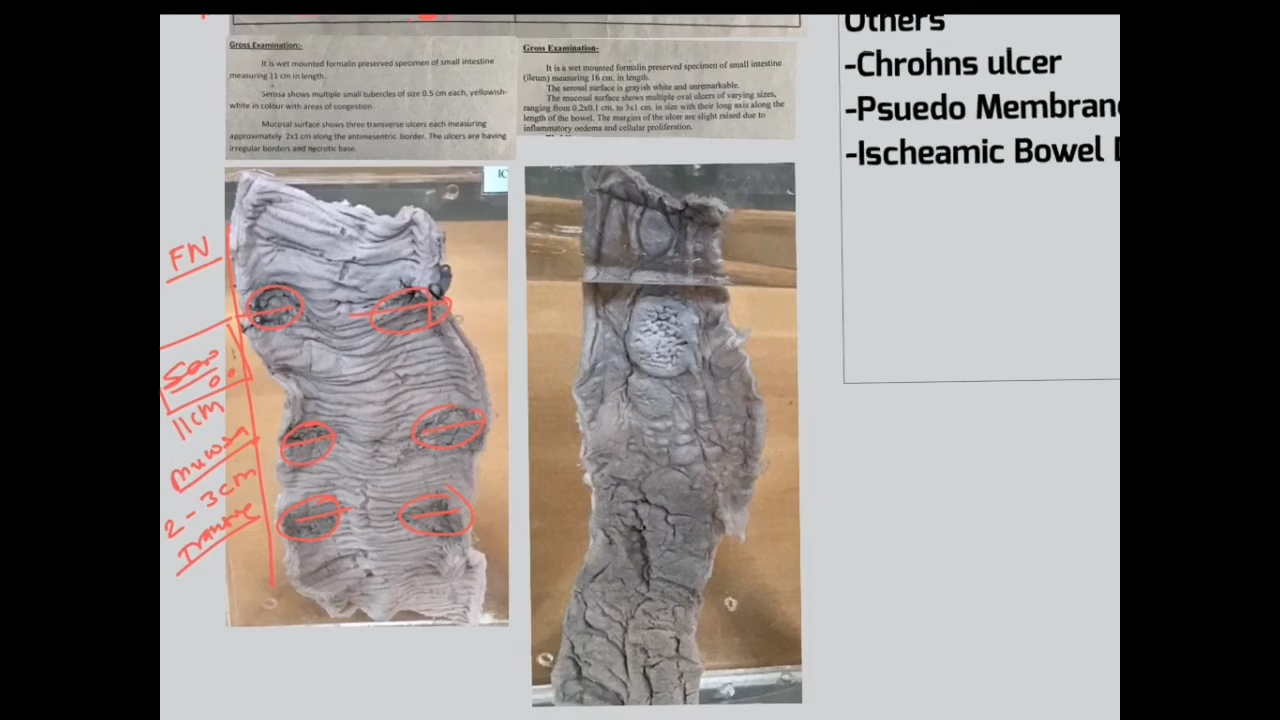 Gross Examination:-
It is wet mounted formalin preserved specimen of small intestine
measuring 11 cm in length.
Serosa shows multiple small tubercles of size 0.5 cm each, yellowish-
white in colour with areas of congestion.
Mucosal surface shows three transverse ulcers each measuring
approximately 2x1 cm along the antimesentric border. The ulcers are having
irregular borders and necrotic base.
Gross Examination-
It is a wet mounted formalin preserved specimen of small intestine
(ileum) measuring 16 cm. in length.
The serosal surface is grayish white and unremarkable.
The mucosal surface shows multiple oval ulcers of varying sizes,
ranging from 0.2x0.1 cm. to 3x1 cm. in size with their long axis along the
length of the bowel. The margins of the ulcer are slight raised due to
inflammatory oedema and cellular proliferation.
Others
-Chrohns ulcer
-Psuedo Membran
-Ischeamic Bowel
IC
FN
11cm
2-3cm